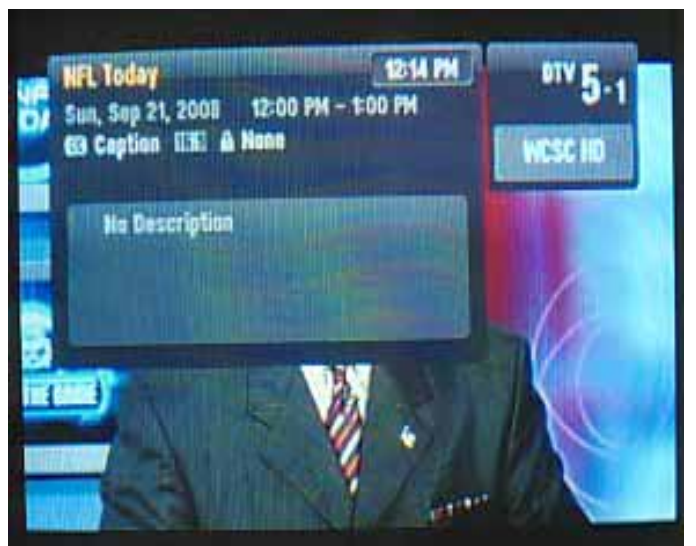 NFL Today
12:14 PM
DTV 5-1
Sun, Sep 21, 2008
12:00 PM - 1:00 PM
CC Caption
None
WCSC HD
No Description
THE GAME